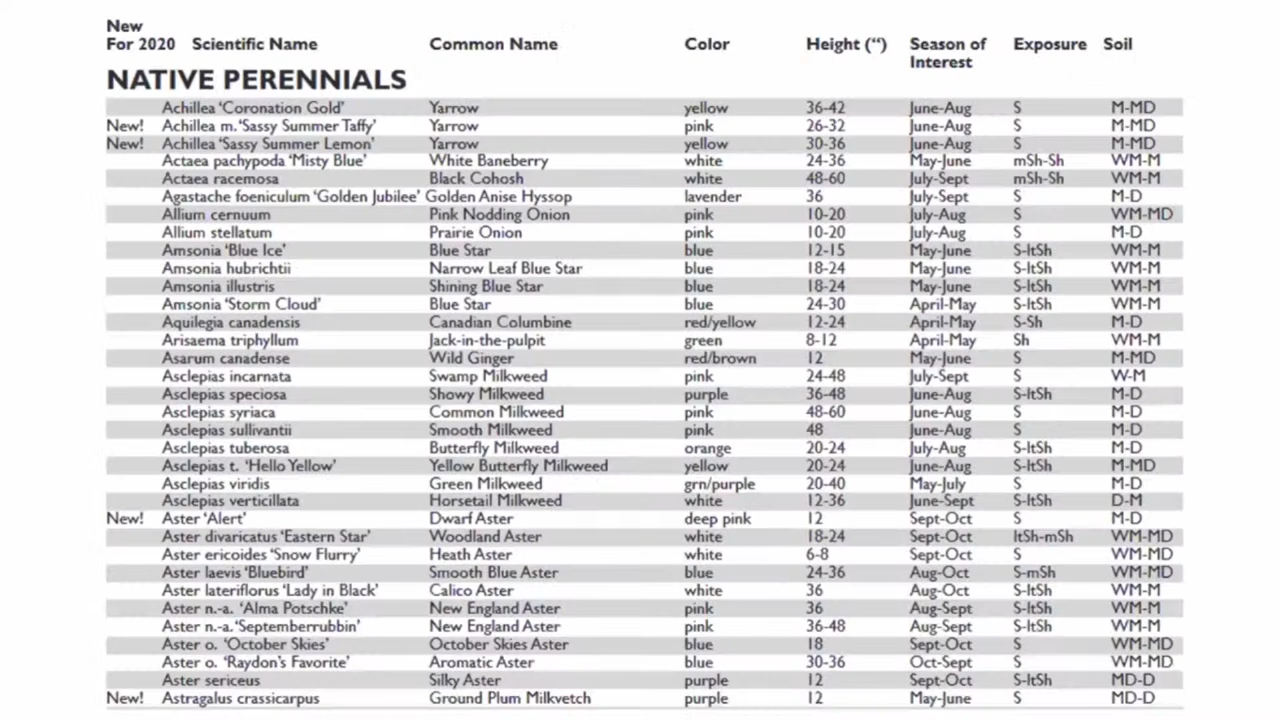 New
For 2020 Scientific Name Common Name Color Height (“) Season of Interest Exposure Soil
NATIVE PERENNIALS
Achillea ‘Coronation Gold’ Yarrow yellow 36-42 June-Aug S M-MD
New! Achillea m. ‘Sassy Summer Taffy’ Yarrow pink 26-32 June-Aug S M-MD
New! Achillea ‘Sassy Summer Lemon’ Yarrow yellow 30-36 June-Aug S M-MD
Actaea pachypoda ‘Misty Blue’ White Baneberry white 24-36 May-June mSh-Sh WM-M
Actaea racemosa Black Cohosh white 48-60 July-Sept mSh-Sh WM-M
Agastache foeniculum ‘Golden Jubilee’ Golden Anise Hyssop lavender 36 July-Sept S M-D
Allium cernuum Pink Nodding Onion pink 10-20 July-Aug S WM-MD
Allium stellatum Prairie Onion pink 10-20 July-Aug S M-D
Amsonia ‘Blue Ice’ Blue Star blue 12-15 May-June S-ltSh WM-M
Amsonia hubrichtii Narrow Leaf Blue Star blue 18-24 May-June S-ltSh WM-M
Amsonia illustris Shining Blue Star blue 18-24 May-June S-ltSh WM-M
Amsonia ‘Storm Cloud’ Blue Star blue 24-30 April-May S-ltSh WM-M
Aquilegia canadensis Canadian Columbine red/yellow 12-24 April-May S-Sh M-D
Arisaema triphyllum Jack-in-the-pulpit green 8-12 April-May Sh WM-M
Asarum canadense Wild Ginger red/brown 12 May-June S M-MD
Asclepias incarnata Swamp Milkweed pink 24-48 July-Sept S W-M
Asclepias speciosa Showy Milkweed purple 36-48 June-Aug S-ltSh M-D
Asclepias syriaca Common Milkweed pink 48-60 June-Aug S M-D
Asclepias sullivantii Smooth Milkweed pink 48 June-Aug S M-D
Asclepias tuberosa Butterfly Milkweed orange 20-24 July-Aug S-ltSh M-D
Asclepias t. ‘Hello Yellow’ Yellow Butterfly Milkweed yellow 20-24 June-Aug S-ltSh M-MD
Asclepias viridis Green Milkweed grn/purple 20-40 May-July S M-D
Asclepias verticillata Horsetail Milkweed white 12-36 June-Sept S-ltSh D-M
New! Aster ‘Alert’ Dwarf Aster deep pink 12 Sept-Oct S M-D
Aster divaricatus ‘Eastern Star’ Woodland Aster white 18-24 Sept-Oct ltSh-mSh WM-MD
Aster ericoides ‘Snow Flurry’ Heath Aster white 6-8 Sept-Oct S WM-MD
Aster laevis ‘Bluebird’ Smooth Blue Aster blue 24-36 Aug-Oct S-mSh WM-MD
Aster lateriflorus ‘Lady in Black’ Calico Aster white 36 Aug-Oct S-ltSh WM-M
Aster n.-a. ‘Alma Potschke’ New England Aster pink 36 Aug-Sept S-ltSh WM-M
Aster n.-a. ‘Septemberrubbin’ New England Aster pink 36-48 Aug-Sept S-ltSh WM-M
Aster o. ‘October Skies’ October Skies Aster blue 18 Sept-Oct S WM-MD
Aster o. ‘Raydon’s Favorite’ Aromatic Aster blue 30-36 Oct-Sept S WM-MD
Aster sericeus Silky Aster purple 12 Sept-Oct S-ltSh MD-D
New! Astragalus crassicarpus Ground Plum Milkvetch purple 12 May-June S MD-D